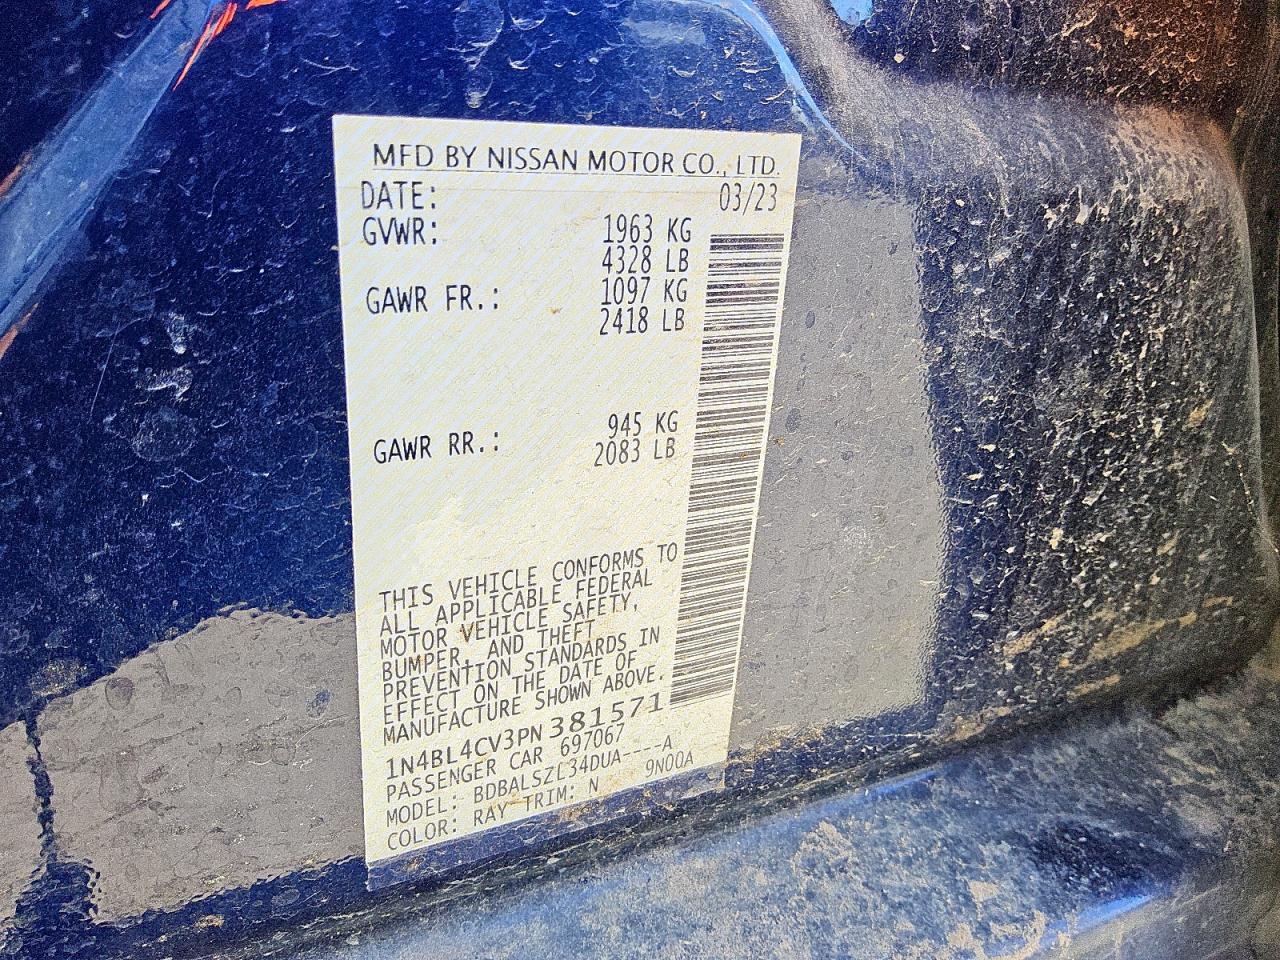 MFD BY NISSAN MOTOR CO., LTD.
DATE: 03/23
GVWR: 1963 KG
4328 LB
GAWR FR.: 1097 KG
2418 LB
GAWR RR.: 945 KG
2083 LB
THIS VEHICLE CONFORMS TO
ALL APPLICABLE FEDERAL
MOTOR VEHICLE SAFETY,
BUMPER, AND THEFT
PREVENTION STANDARDS IN
EFFECT ON THE DATE OF
MANUFACTURE SHOWN ABOVE.
1N4BL4CV3PN381571
PASSENGER CAR 697067
MODEL: BDBALSZL34DUA----A
COLOR: RAY TRIM: N 9N00A